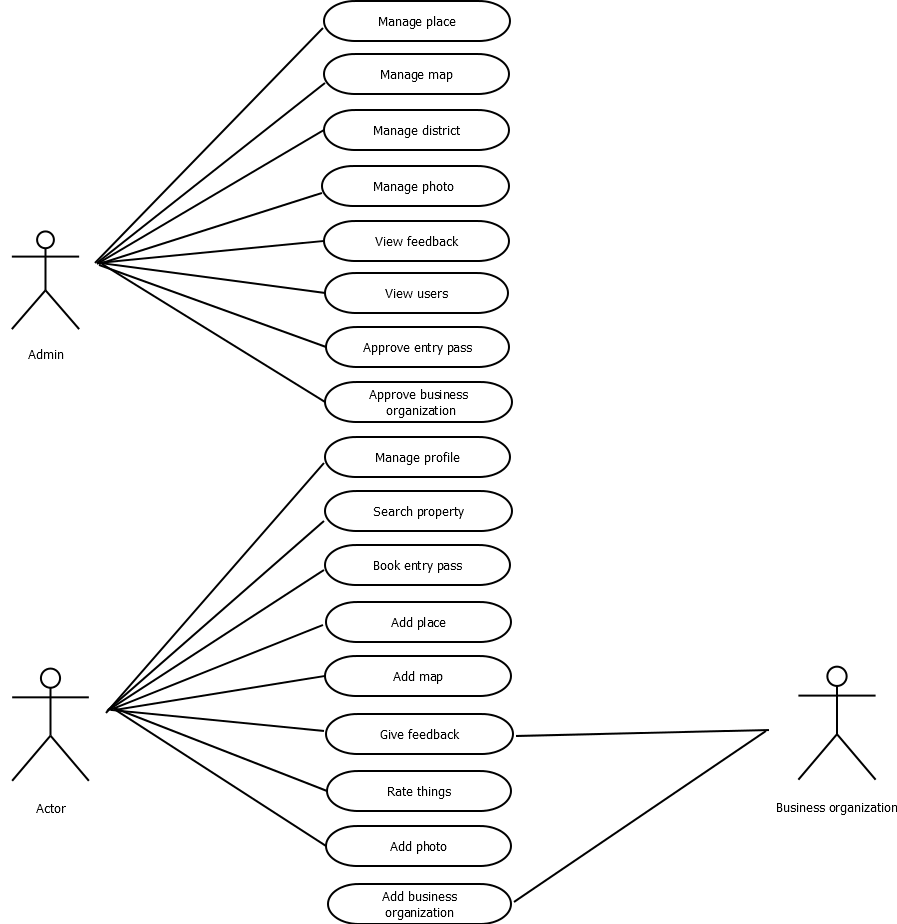 Manage place
Manage map
Manage district
Manage photo
View feedback
View users
Approve entry pass
Admin
Approve business
organization
Manage profile
Search property
Book entry pass
Add place
Add map
Give feedback
Rate things
Actor
Business organization
Add photo
Add business
organization